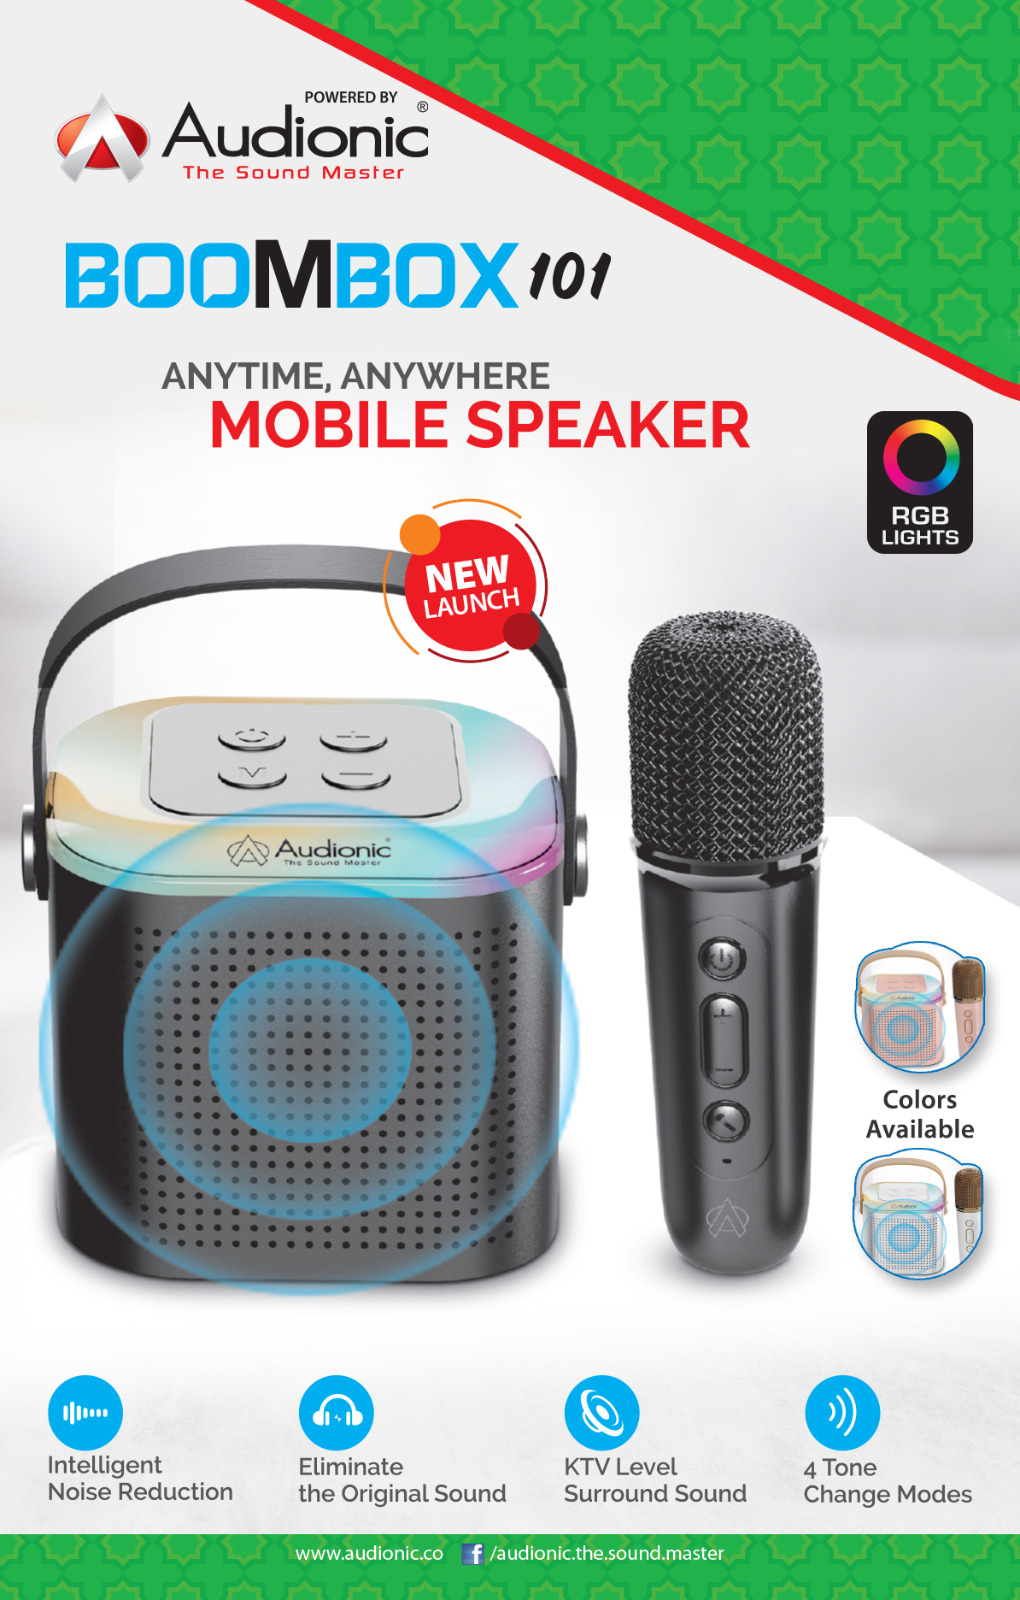 POWERED BY
Audionic®
The Sound Master
BOOMBOX 101
ANYTIME, ANYWHERE
MOBILE SPEAKER
RGB
LIGHTS
NEW
LAUNCH
Audionic
The Sound Master
Colors
Available
Intelligent
Noise Reduction
Eliminate
the Original Sound
KTV Level
Surround Sound
4 Tone
Change Modes
www.audionic.co f /audionic.the.sound.master